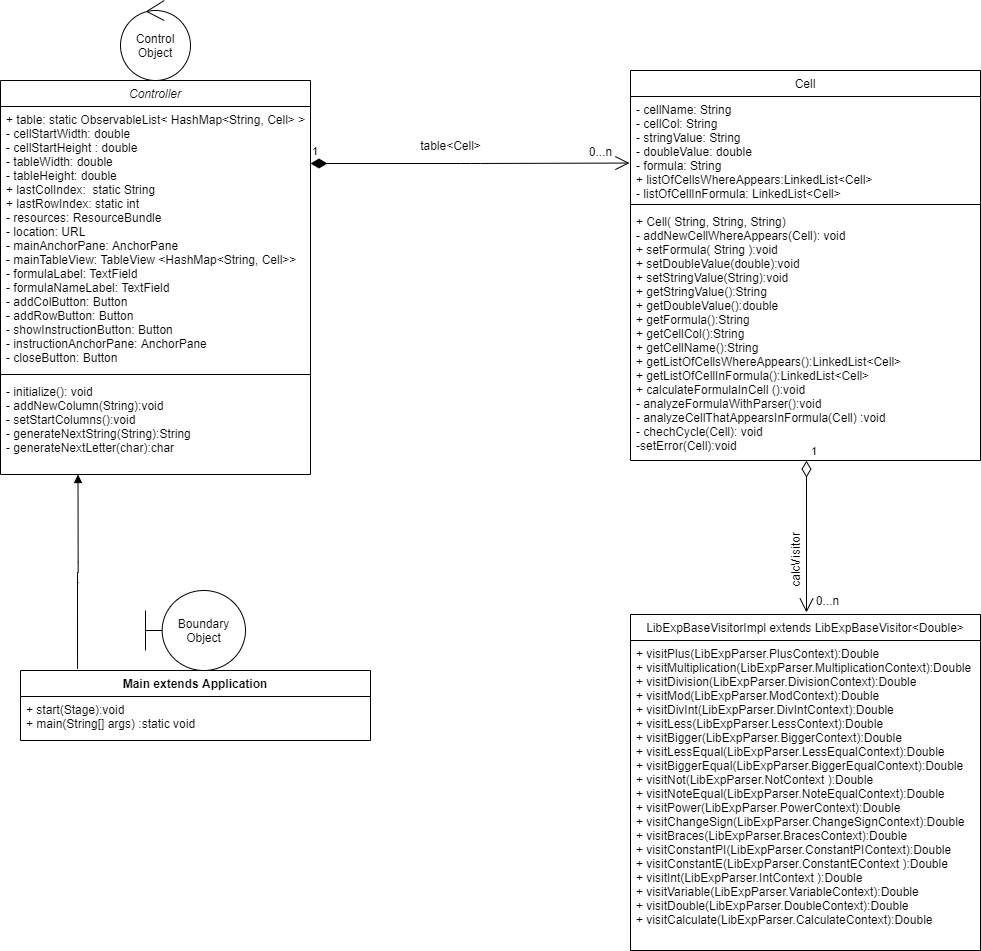 Control
Object
Controller
+ table: static ObservableList< HashMap<String, Cell> >
- cellStartWidth: double
- cellStartHeight : double
- tableWidth: double
- tableHeight: double
+ lastColIndex:  static String
+ lastRowIndex: static int
- resources: ResourceBundle
- location: URL
- mainAnchorPane: AnchorPane
- mainTableView: TableView <HashMap<String, Cell>>
- formulaLabel: TextField
- formulaNameLabel: TextField
- addColButton: Button
- addRowButton: Button
- showInstructionButton: Button
- instructionAnchorPane: AnchorPane
- closeButton: Button
- initialize(): void
- addNewColumn(String):void
- setStartColumns():void
- generateNextString(String):String
- generateNextLetter(char):char
1
table<Cell>
0...n
Cell
- cellName: String
- cellCol: String
- stringValue: String
- doubleValue: double
- formula: String
+ listOfCellsWhereAppears:LinkedList<Cell>
- listOfCellInFormula: LinkedList<Cell>
+ Cell( String, String, String)
- addNewCellWhereAppears(Cell): void
+ setFormula( String ):void
+ setDoubleValue(double):void
+ setStringValue(String):void
+ getStringValue():String
+ getDoubleValue():double
+ getFormula():String
+ getCellCol():String
+ getCellName():String
+ getListOfCellsWhereAppears():LinkedList<Cell>
+ getListOfCellInFormula():LinkedList<Cell>
+ calculateFormulaInCell ():void
- analyzeFormulaWithParser():void
- analyzeCellThatAppearsInFormula(Cell) :void
- chechCycle(Cell): void
-setError(Cell):void
1
calcVisitor
0...n
Boundary
Object
Main extends Application
+ start(Stage):void
+ main(String[] args) :static void
LibExpBaseVisitorImpl extends LibExpBaseVisitor<Double>
+ visitPlus(LibExpParser.PlusContext):Double
+ visitMultiplication(LibExpParser.MultiplicationContext):Double
+ visitDivision(LibExpParser.DivisionContext):Double
+ visitMod(LibExpParser.ModContext):Double
+ visitDivInt(LibExpParser.DivIntContext):Double
+ visitLess(LibExpParser.LessContext):Double
+ visitBigger(LibExpParser.BiggerContext):Double
+ visitLessEqual(LibExpParser.LessEqualContext):Double
+ visitBiggerEqual(LibExpParser.BiggerEqualContext):Double
+ visitNot(LibExpParser.NotContext ):Double
+ visitNoteEqual(LibExpParser.NoteEqualContext):Double
+ visitPower(LibExpParser.PowerContext):Double
+ visitChangeSign(LibExpParser.ChangeSignContext):Double
+ visitBraces(LibExpParser.BracesContext):Double
+ visitConstantPI(LibExpParser.ConstantPIContext):Double
+ visitConstantE(LibExpParser.ConstantEContext ):Double
+ visitInt(LibExpParser.IntContext ):Double
+ visitVariable(LibExpParser.VariableContext):Double
+ visitDouble(LibExpParser.DoubleContext):Double
+ visitCalculate(LibExpParser.CalculateContext):Double